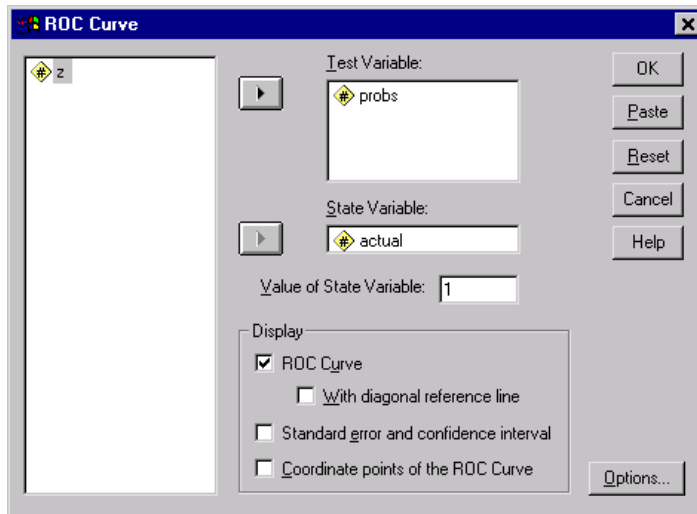 ROC Curve
z
Test Variable:
probs
State Variable:
actual
Value of State Variable: 1
Display
ROC Curve
With diagonal reference line
Standard error and confidence interval
Coordinate points of the ROC Curve
OK
Paste
Reset
Cancel
Help
Options...